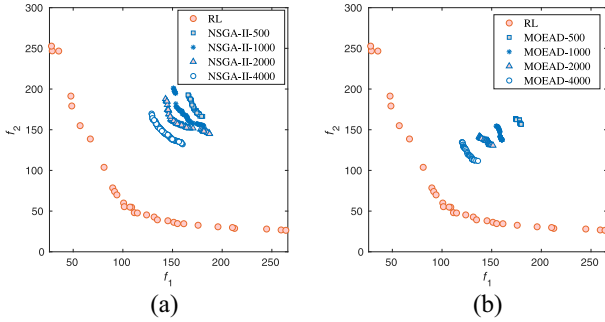 300
250
200
150
100
50
0
f2
50 100 150 200 250
f1
RL
NSGA-II-500
NSGA-II-1000
NSGA-II-2000
NSGA-II-4000
(a)
300
250
200
150
100
50
0
f2
50 100 150 200 250
f1
RL
MOEAD-500
MOEAD-1000
MOEAD-2000
MOEAD-4000
(b)